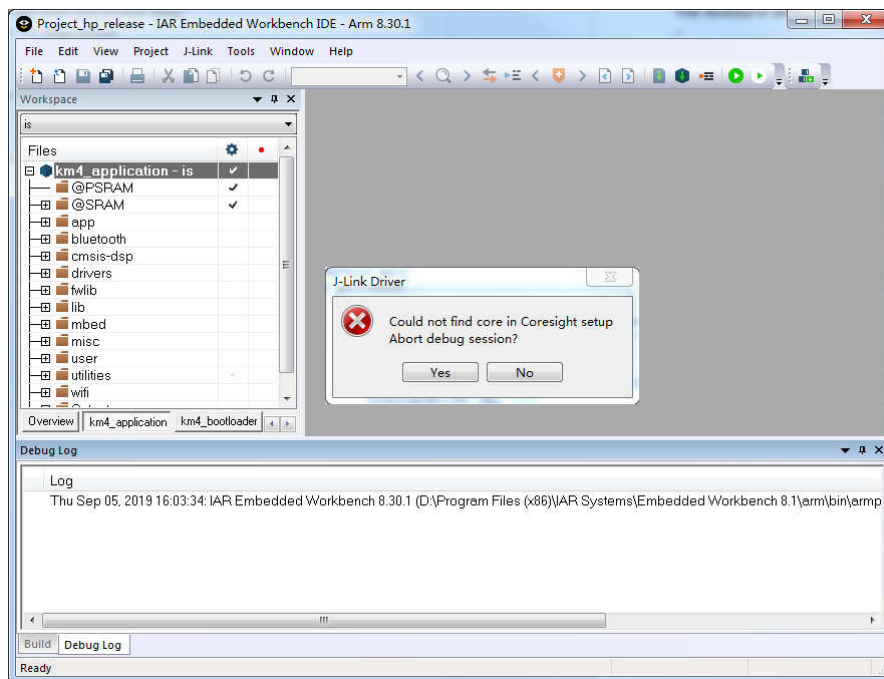 Project_hp_release - IAR Embedded Workbench IDE - Arm 8.30.1
File Edit View Project J-Link Tools Window Help
Workspace
is
Files
km4_application - is
@PSRAM
@SRAM
app
bluetooth
cmsis-dsp
drivers
fwlib
lib
mbed
misc
user
utilities
wifi
Overview km4_application km4_bootloader
J-Link Driver
Could not find core in Coresight setup
Abort debug session?
Yes No
Debug Log
Log
Thu Sep 05, 2019 16:03:34: IAR Embedded Workbench 8.30.1 (D:\Program Files (x86)\IAR Systems\Embedded Workbench 8.1\arm\bin\armp
Build Debug Log
Ready